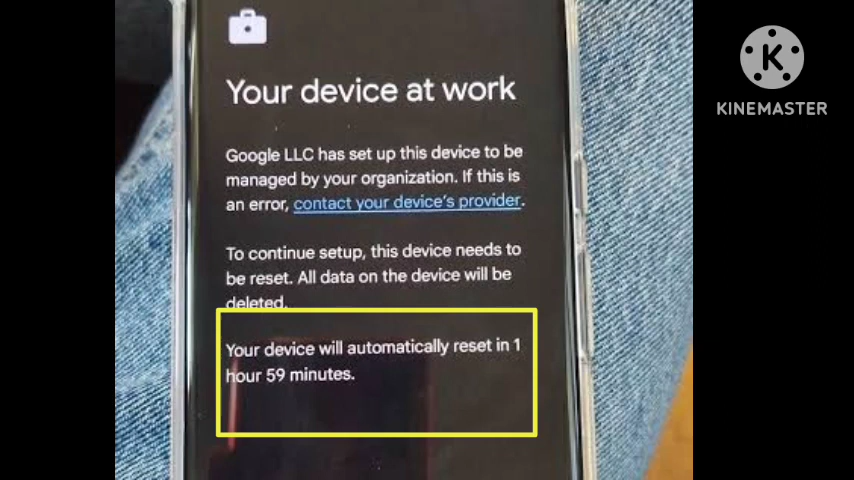 Your device at work
Google LLC has set up this device to be
managed by your organization. If this is
an error, contact your device's provider.
To continue setup, this device needs to
be reset. All data on the device will be
deleted.
Your device will automatically reset in 1
hour 59 minutes.
K
KINEMASTER